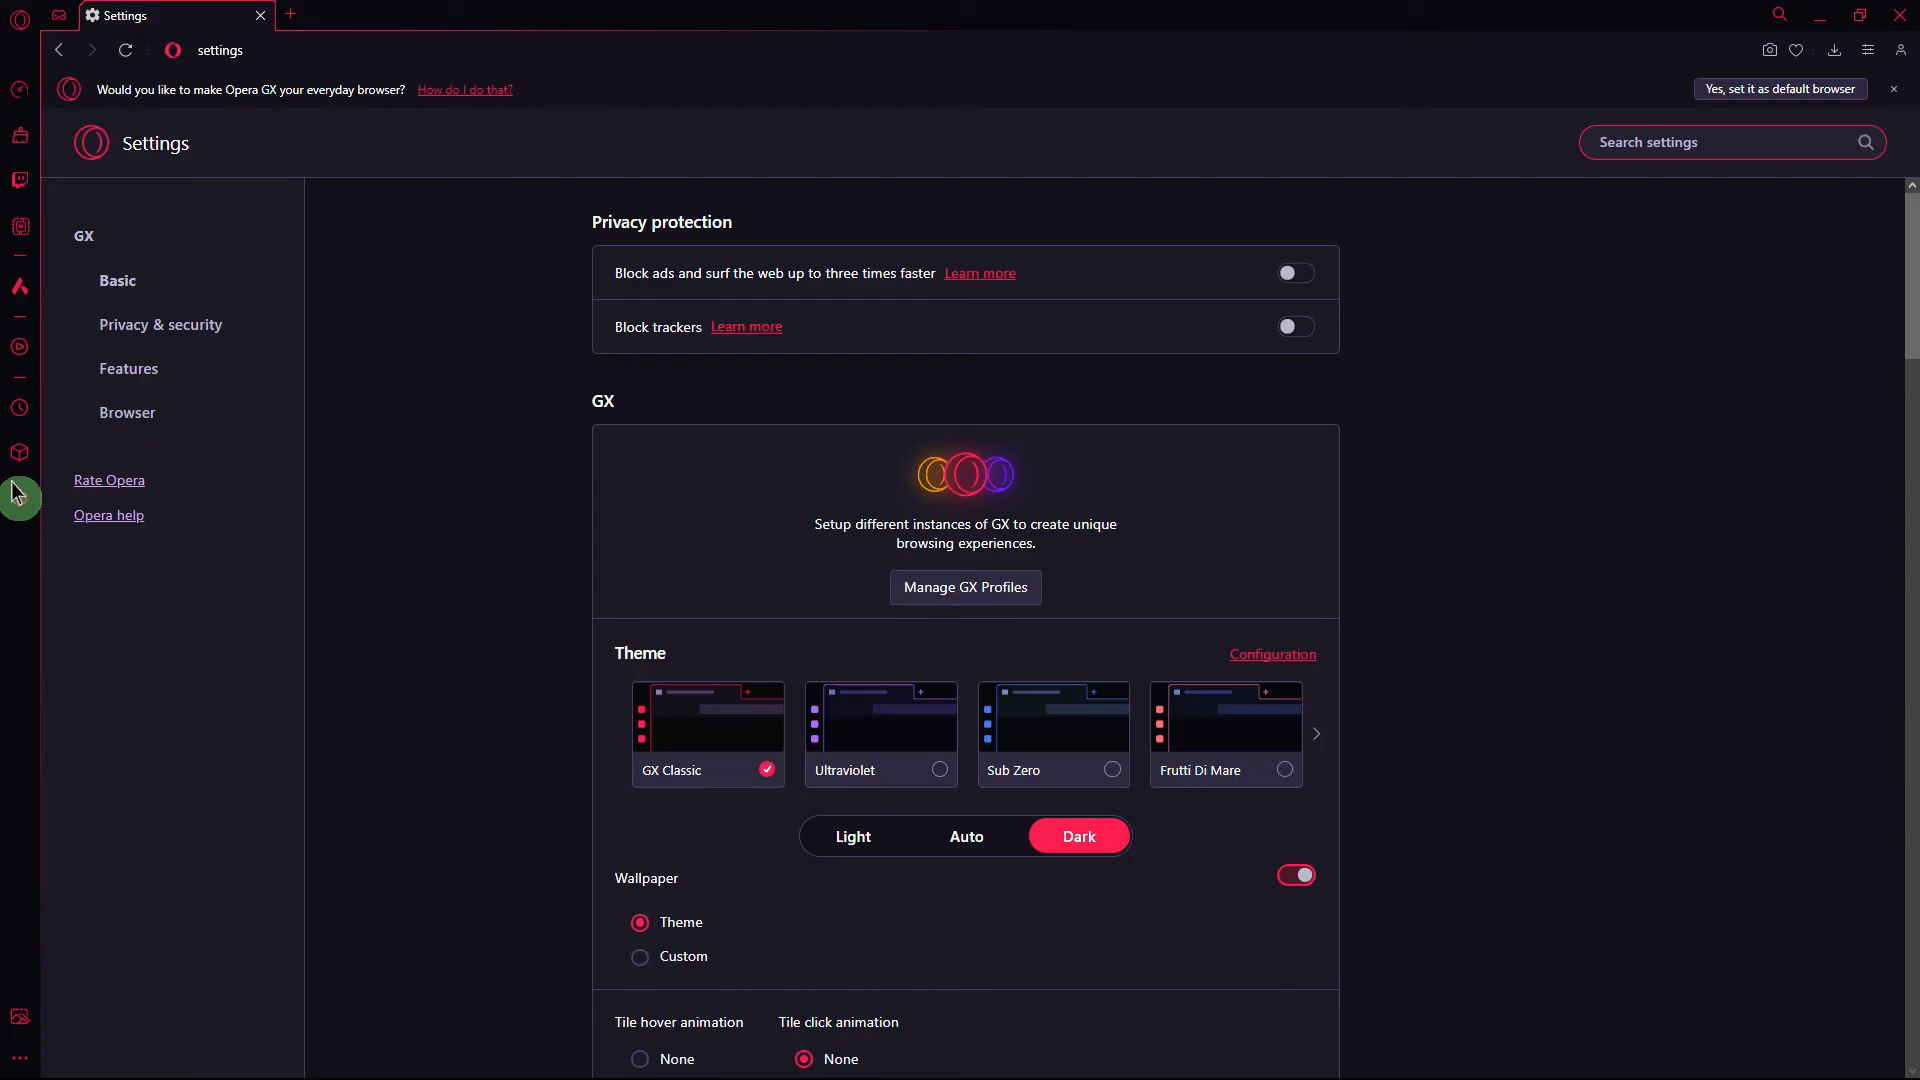 Settings
settings
Would you like to make Opera GX your everyday browser? How do I do that?
Yes, set it as default browser
Settings
Search settings
GX
Basic
Privacy & security
Features
Browser
Rate Opera
Opera help
Privacy protection
Block ads and surf the web up to three times faster Learn more
Block trackers Learn more
GX
Setup different instances of GX to create unique
browsing experiences.
Manage GX Profiles
Theme
Configuration
GX Classic
Ultraviolet
Sub Zero
Frutti Di Mare
Light
Auto
Dark
Wallpaper
Theme
Custom
Tile hover animation
Tile click animation
None
None